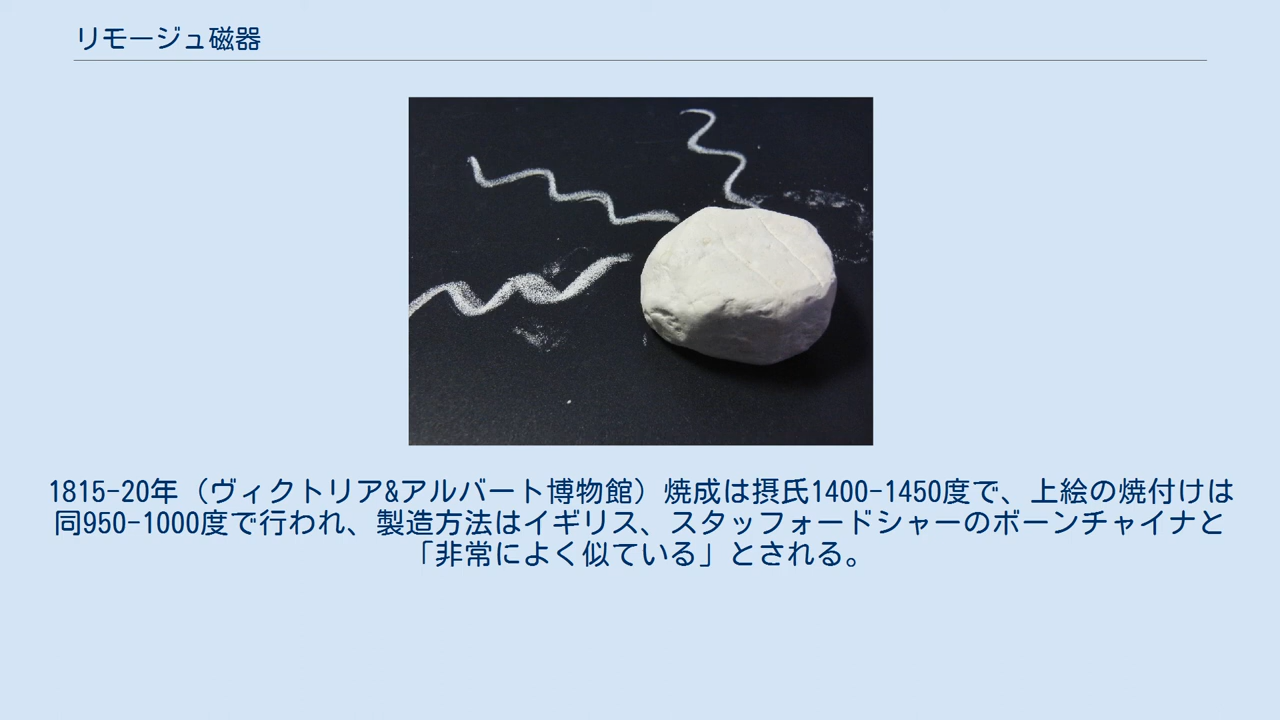 リモージュ磁器
1815-20年（ヴィクトリア&アルバート博物館）焼成は摂氏1400-1450度で、上絵の焼付けは
同950-1000度で行われ、製造方法はイギリス、スタッフォードシャーのボーンチャイナと
「非常によく似ている」とされる。